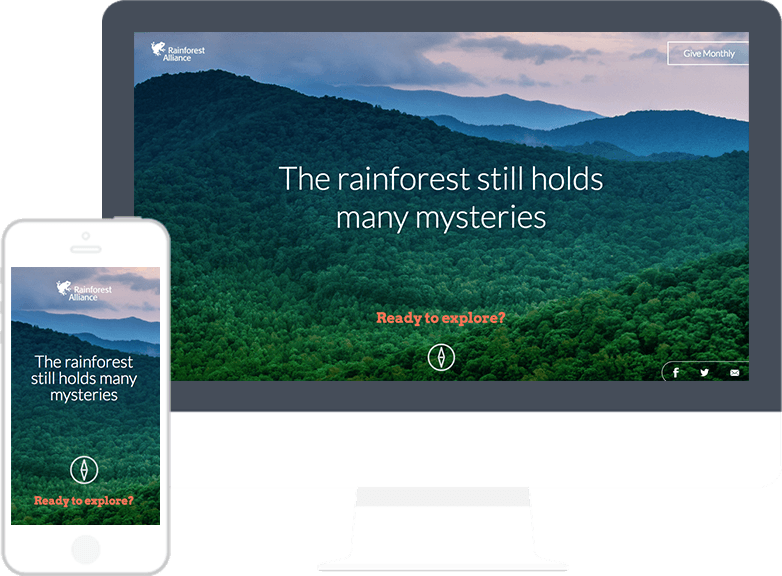 Rainforest
Alliance
Give Monthly
The rainforest still holds
many mysteries
Ready to explore?
Rainforest
Alliance
The rainforest
still holds many
mysteries
Ready to explore?